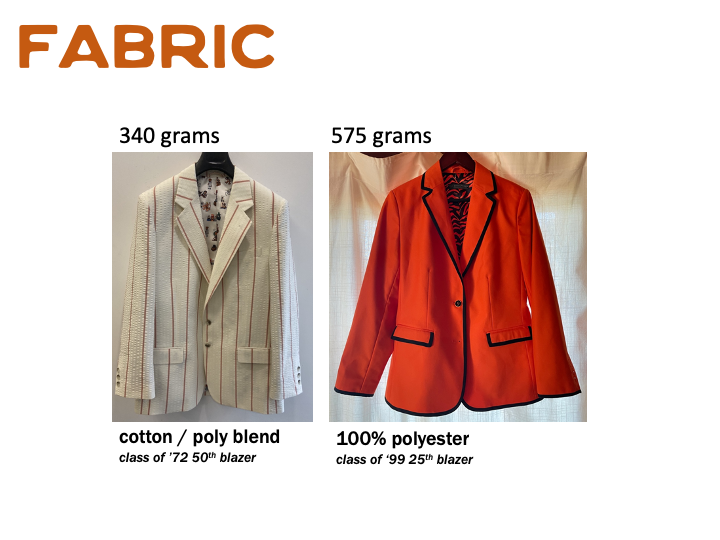 FABRIC
340 grams
575 grams
cotton / poly blend
class of ’72 50th blazer
100% polyester
class of ‘99 25th blazer